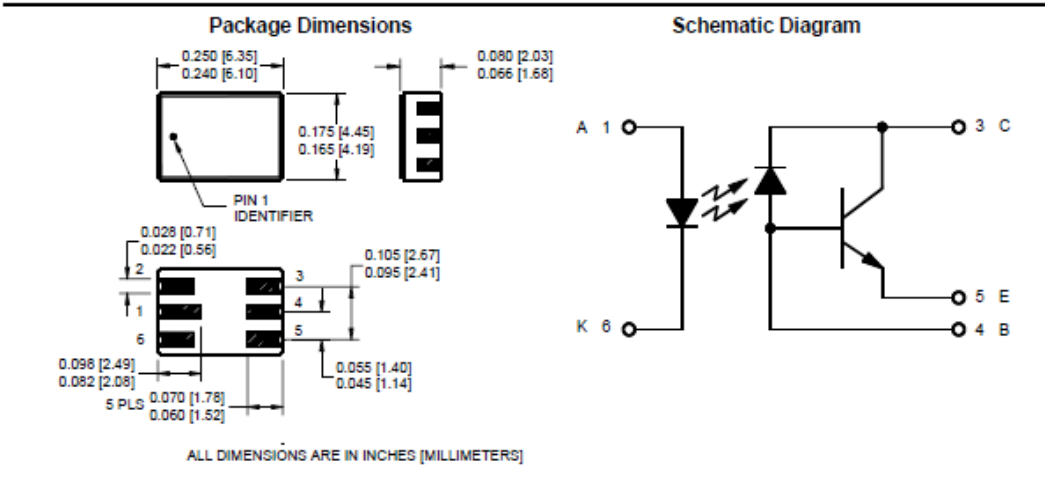 Package Dimensions
0.250 [6.35]
0.240 [6.10]
0.080 [2.03]
0.066 [1.68]
0.175 [4.45]
0.165 [4.19]
PIN 1
IDENTIFIER
0.028 [0.71]
0.022 [0.56]
0.105 [2.67]
0.095 [2.41]
2
3
1
4
6
5
0.098 [2.49]
0.082 [2.08]
0.055 [1.40]
0.045 [1.14]
5 PLS
0.070 [1.78]
0.060 [1.52]
ALL DIMENSIONS ARE IN INCHES [MILLIMETERS]
Schematic Diagram
A 1
3 C
5 E
K 6
4 B